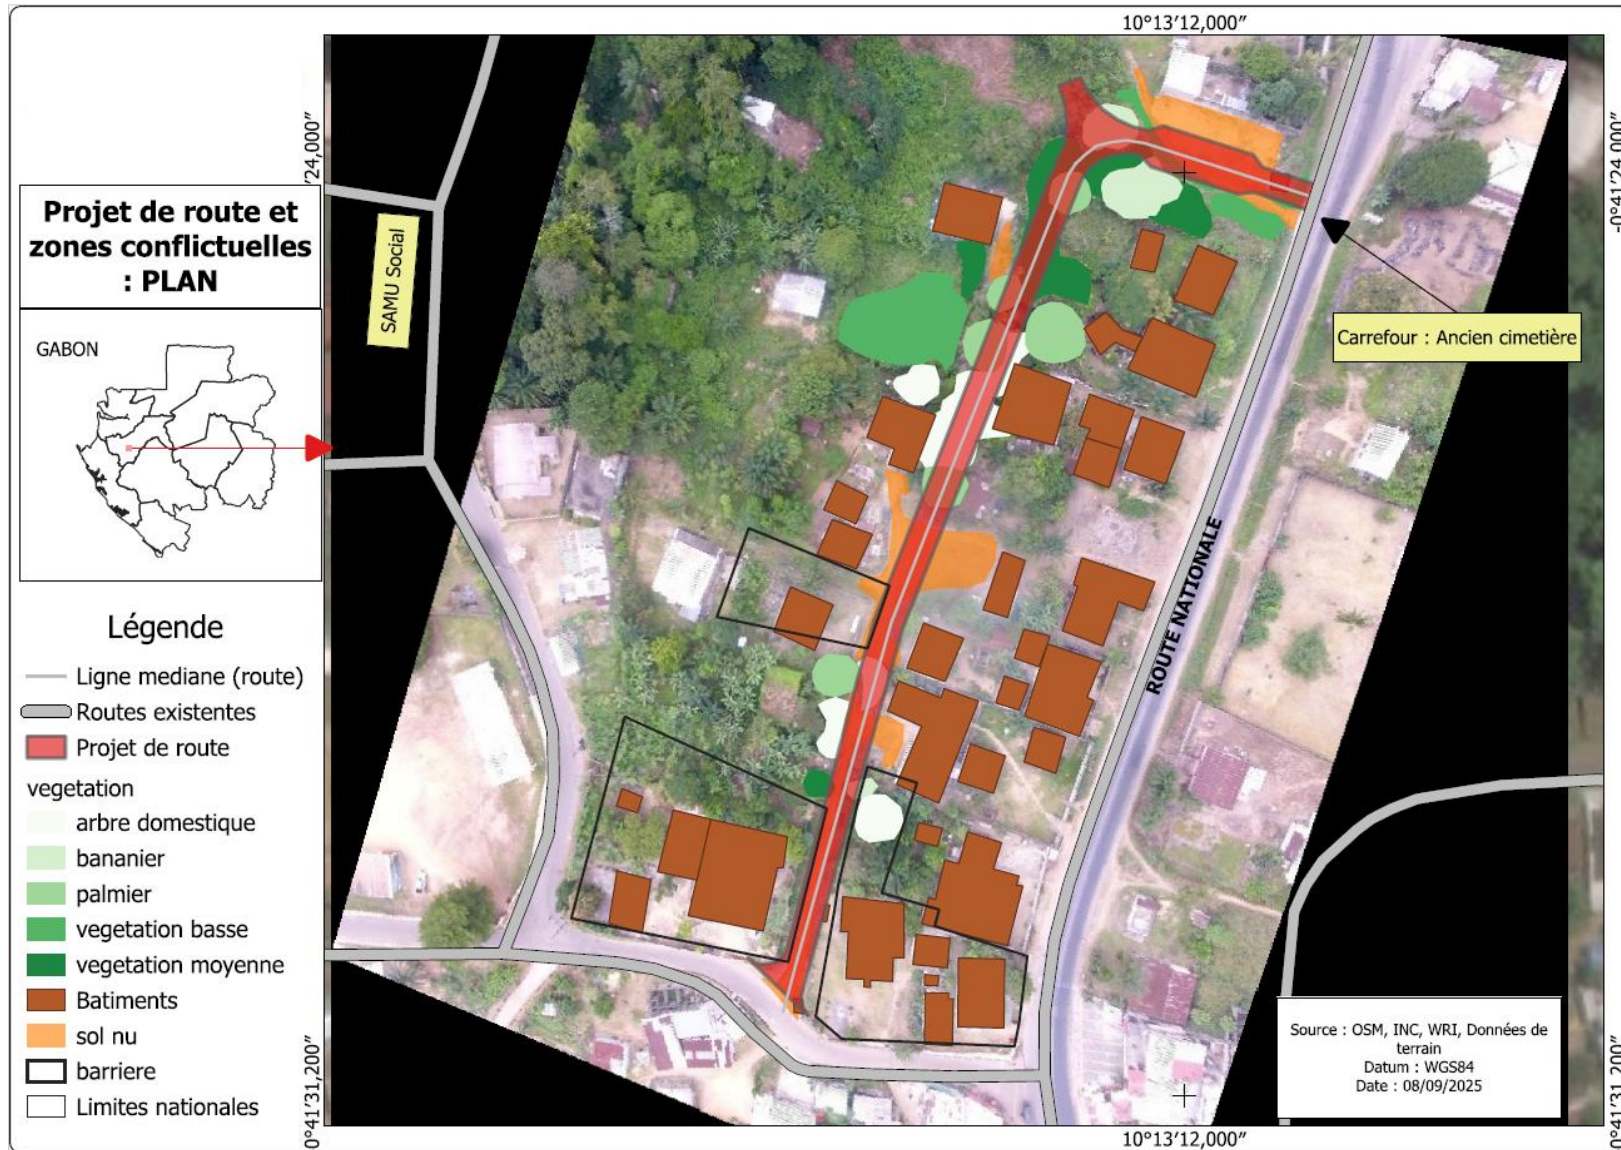 10°13'12,000"
Projet de route et
zones conflictuelles
: PLAN
GABON
SAMU Social
Carrefour : Ancien cimetière
ROUTE NATIONALE
-0°41'24,000"
'24,000"
Légende
Ligne mediane (route)
Routes existentes
Projet de route
vegetation
arbre domestique
bananier
palmier
vegetation basse
vegetation moyenne
Batiments
sol nu
barriere
Limites nationales
Source : OSM, INC, WRI, Données de
terrain
Datum : WGS84
Date : 08/09/2025
0°41'31,200"
0°41'31,200"
10°13'12,000"